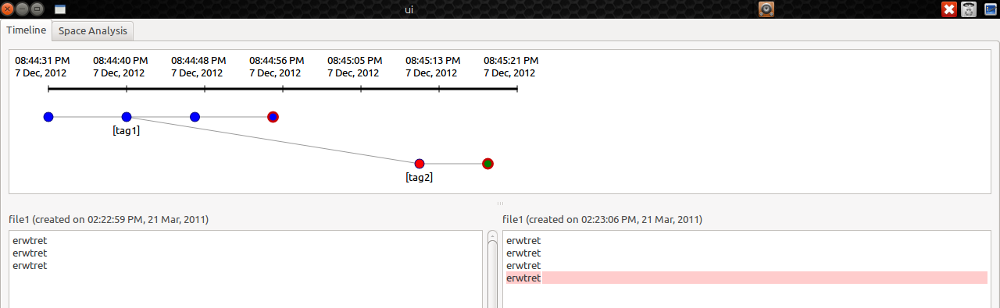 ui
Timeline
Space Analysis
08:44:31 PM 08:44:40 PM 08:44:48 PM 08:44:56 PM 08:45:05 PM 08:45:13 PM 08:45:21 PM
7 Dec, 2012 7 Dec, 2012 7 Dec, 2012 7 Dec, 2012 7 Dec, 2012 7 Dec, 2012 7 Dec, 2012
[tag1]
[tag2]
file1 (created on 02:22:59 PM, 21 Mar, 2011)
erwtret
erwtret
erwtret
file1 (created on 02:23:06 PM, 21 Mar, 2011)
erwtret
erwtret
erwtret
erwtret